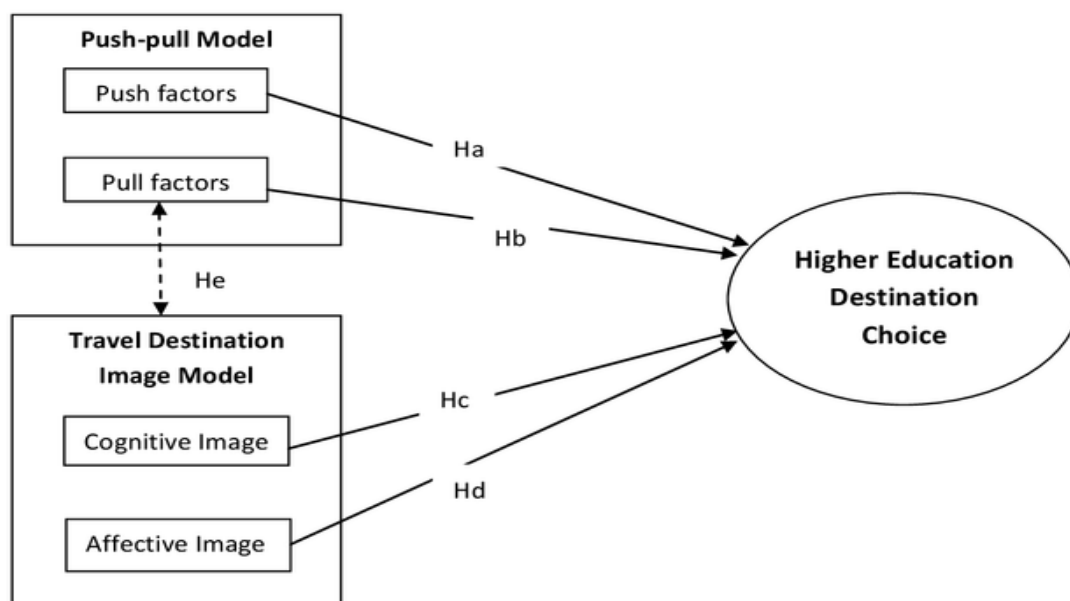 Push-pull Model
Push factors
Ha
Pull factors
Hb
He
Higher Education
Destination
Choice
Travel Destination
Image Model
Hc
Cognitive Image
Hd
Affective Image